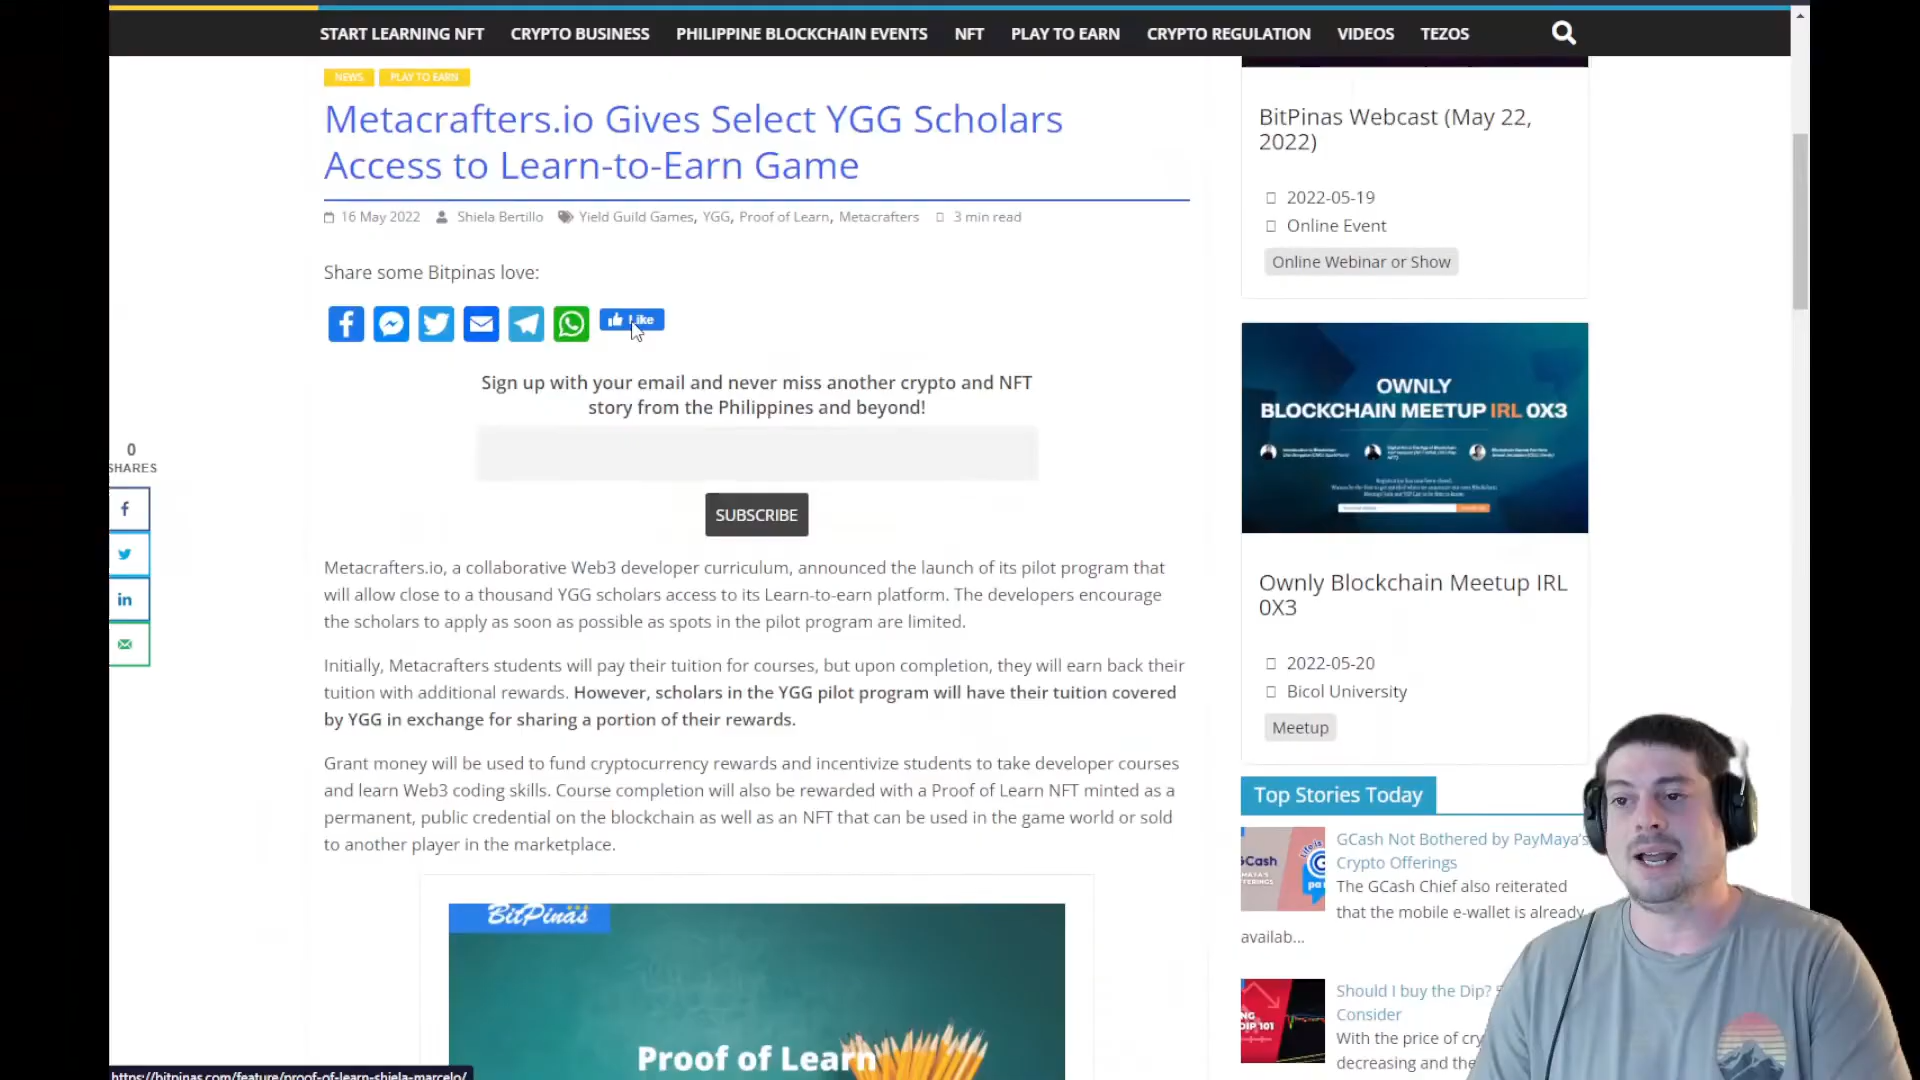 START LEARNING NFT CRYPTO BUSINESS PHILIPPINE BLOCKCHAIN EVENTS NFT PLAY TO EARN CRYPTO REGULATION VIDEOS TEZOS
NEWS PLAY TO EARN
Metacrafters.io Gives Select YGG Scholars
Access to Learn-to-Earn Game
16 May 2022 Shiela Bertillo Yield Guild Games, YGG, Proof of Learn, Metacrafters 3 min read
Share some Bitpinas love:
Like
Sign up with your email and never miss another crypto and NFT
story from the Philippines and beyond!
SUBSCRIBE
0
SHARES
Metacrafters.io, a collaborative Web3 developer curriculum, announced the launch of its pilot program that
will allow close to a thousand YGG scholars access to its Learn-to-earn platform. The developers encourage
the scholars to apply as soon as possible as spots in the pilot program are limited.
Initially, Metacrafters students will pay their tuition for courses, but upon completion, they will earn back their
tuition with additional rewards. However, scholars in the YGG pilot program will have their tuition covered
by YGG in exchange for sharing a portion of their rewards.
Grant money will be used to fund cryptocurrency rewards and incentivize students to take developer courses
and learn Web3 coding skills. Course completion will also be rewarded with a Proof of Learn NFT minted as a
permanent, public credential on the blockchain as well as an NFT that can be used in the game world or sold
to another player in the marketplace.
BitPinas
Proof of Learn
https://bitpinas.com/feature/proof-of-learn-shiela-marcelo/
BitPinas Webcast (May 22,
2022)
2022-05-19
Online Event
Online Webinar or Show
OWNLY
BLOCKCHAIN MEETUP IRL 0X3
Ownly Blockchain Meetup IRL
0X3
2022-05-20
Bicol University
Meetup
Top Stories Today
GCash Not Bothered by PayMaya's
Crypto Offerings
The GCash Chief also reiterated
that the mobile e-wallet is already
availab...
Should I buy the Dip?
Consider
With the price of cry
decreasing and the